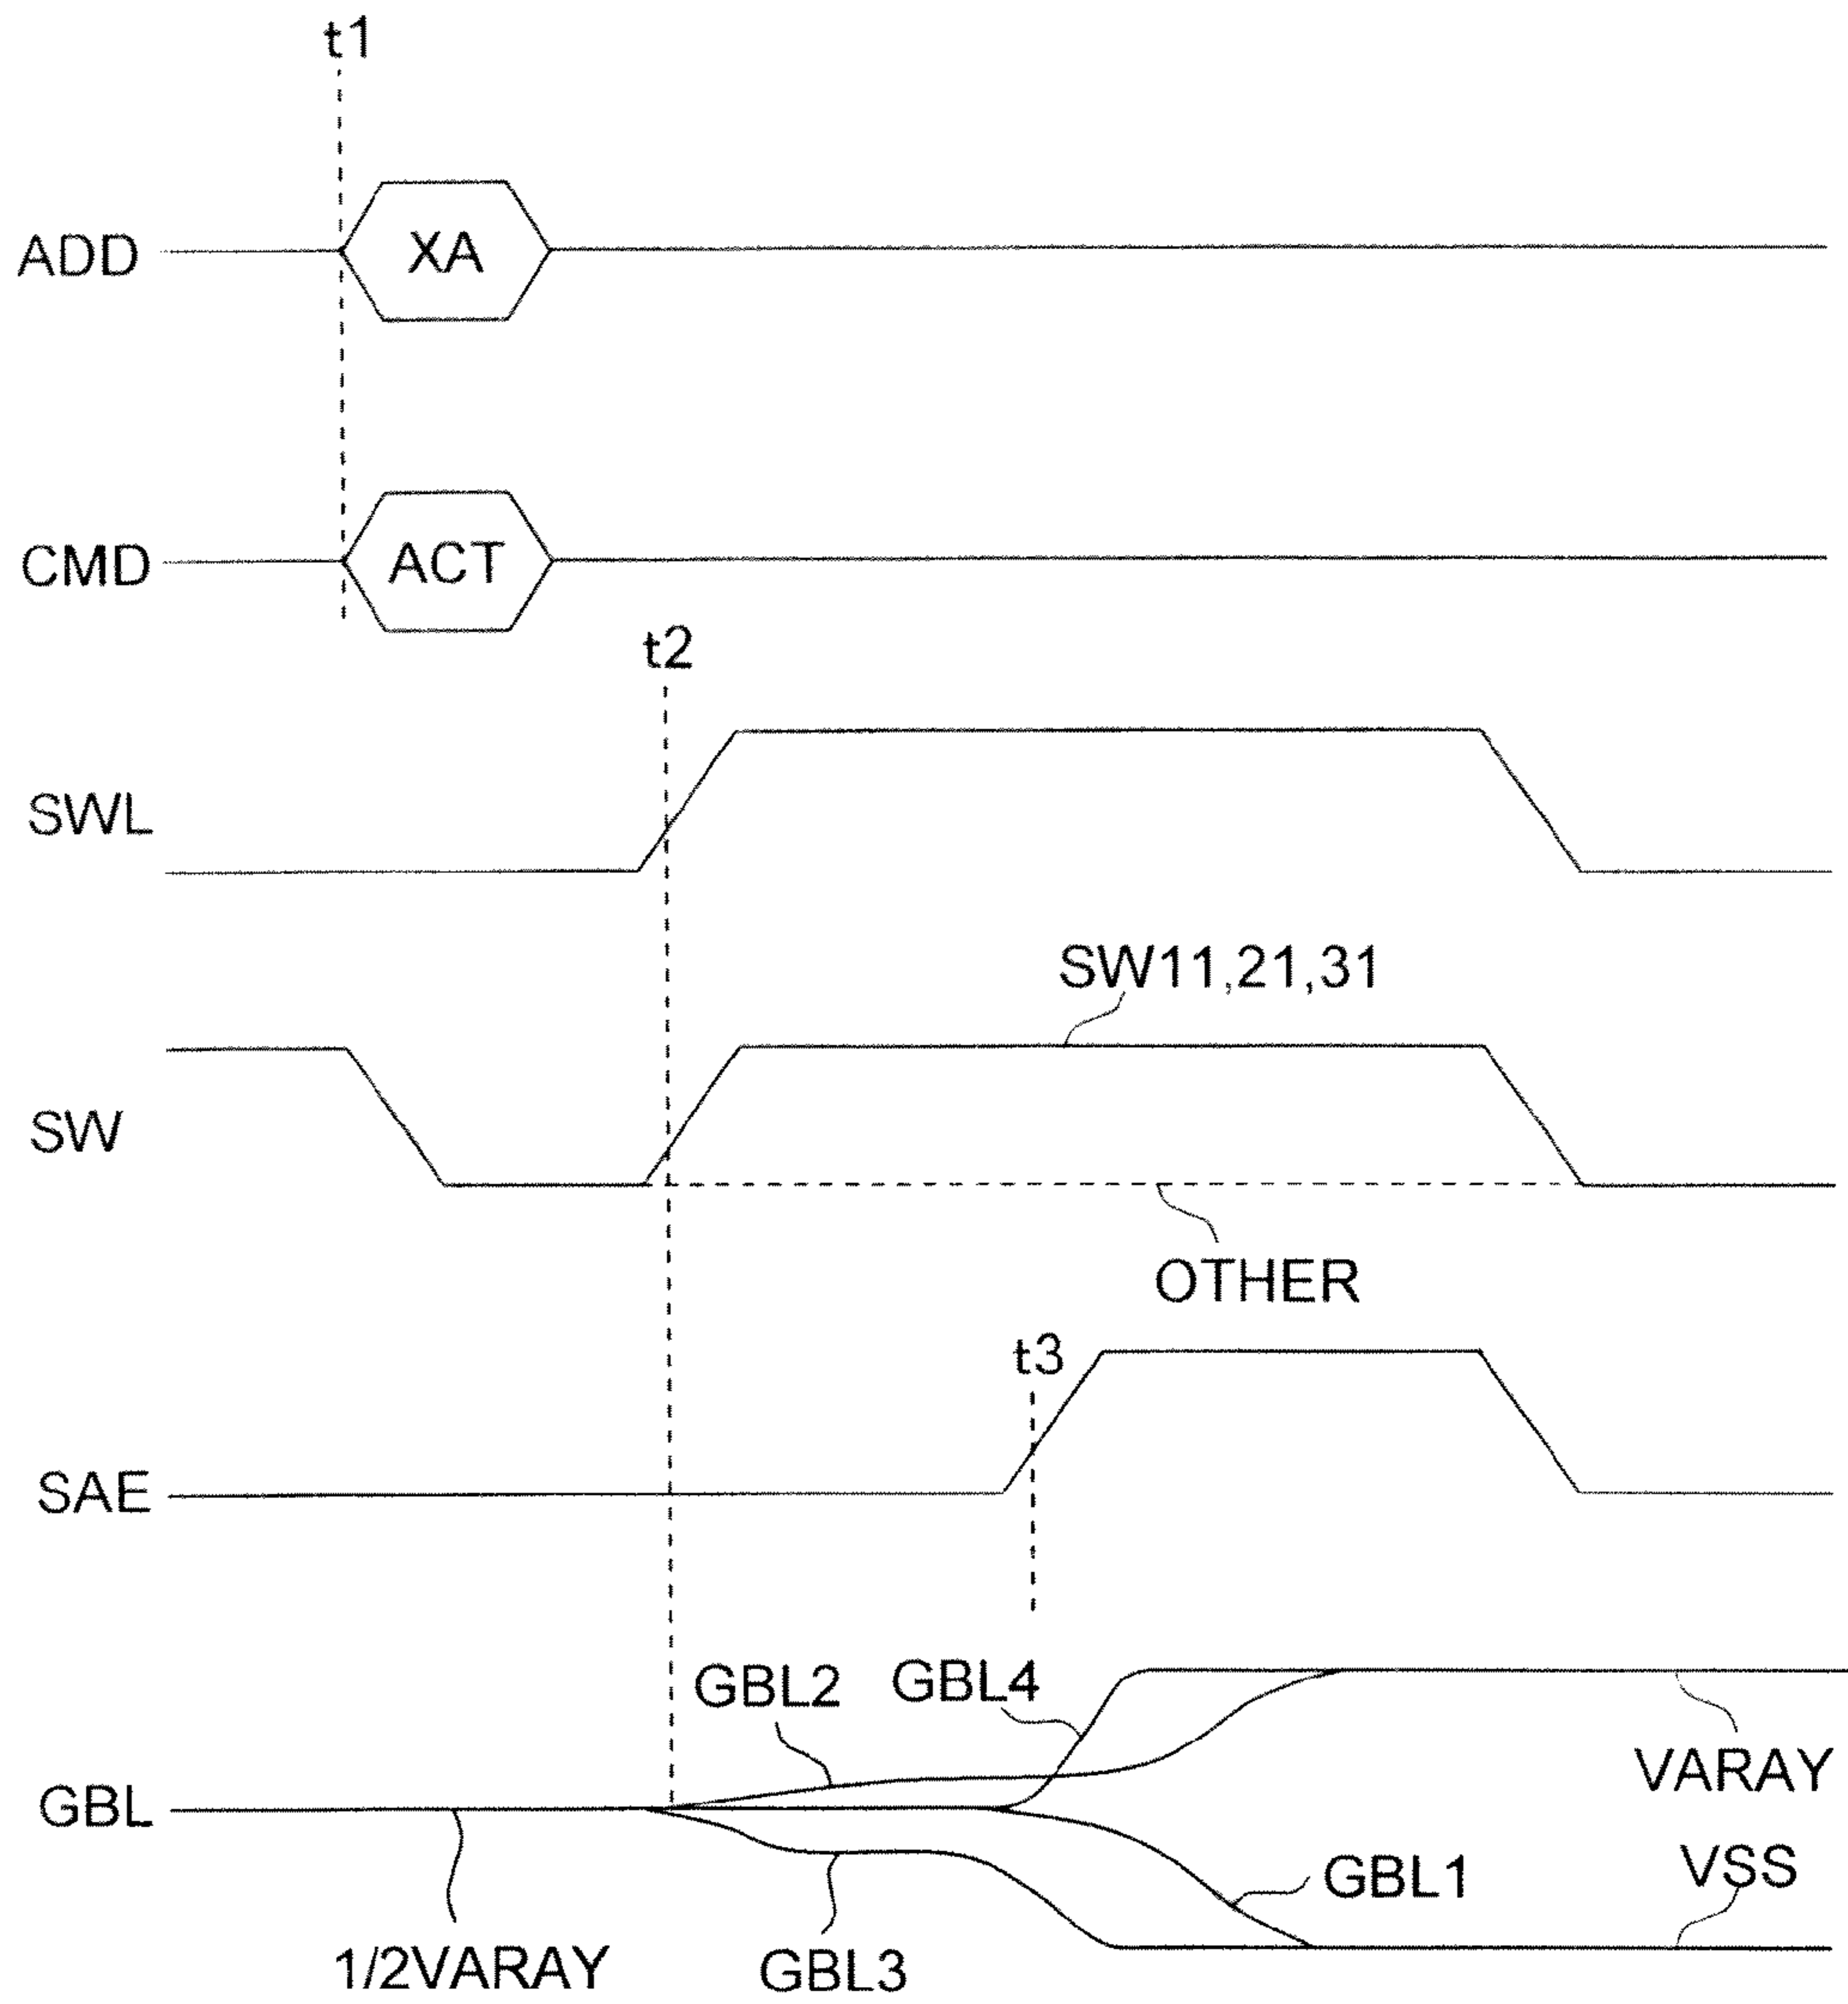 t1
ADD
XA
CMD
ACT
t2
SWL
SW11,21,31
SW
OTHER
t3
SAE
GBL2
GBL4
VARAY
GBL
GBL1
VSS
1/2VARAY
GBL3